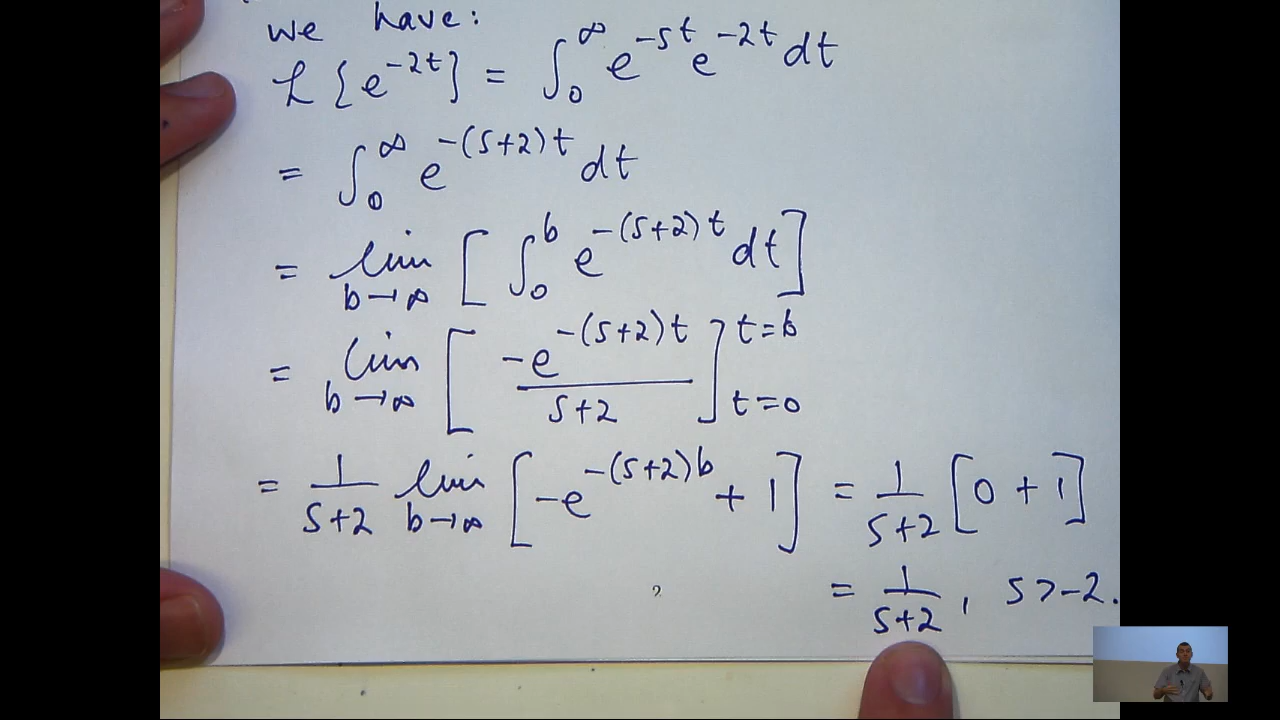 we have:
ℒ{e^{-2t}} = ∫_0^∞ e^{-st} e^{-2t} dt
= ∫_0^∞ e^{-(s+2)t} dt
= lim_{b→∞} [ ∫_0^b e^{-(s+2)t} dt ]
= lim_{b→∞} [ -e^{-(s+2)t} / s+2 ]_{t=0}^{t=b}
= 1/(s+2) lim_{b→∞} [ -e^{-(s+2)b} + 1 ] = 1/(s+2) [0 + 1]
= 1/(s+2), s>-2.
2